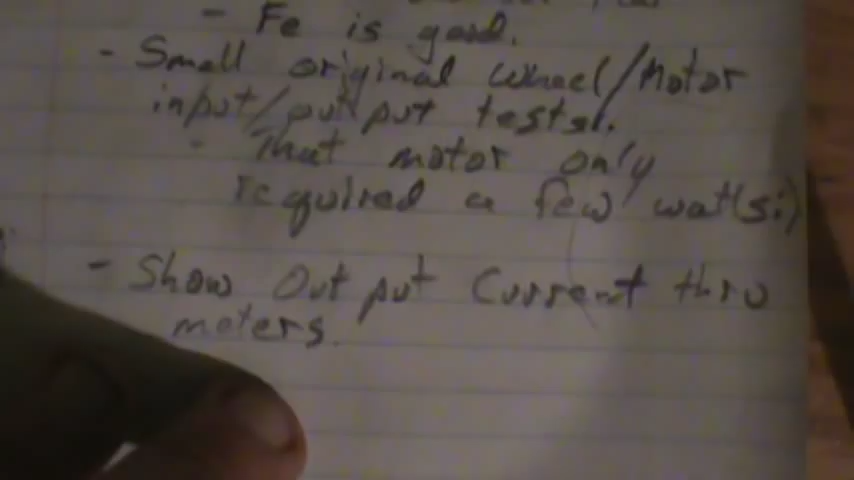 - Fe is good.
- Small original wheel/Motor
input/output tests.
- That motor only
required a few watts
- Show Output Current thru
meters.